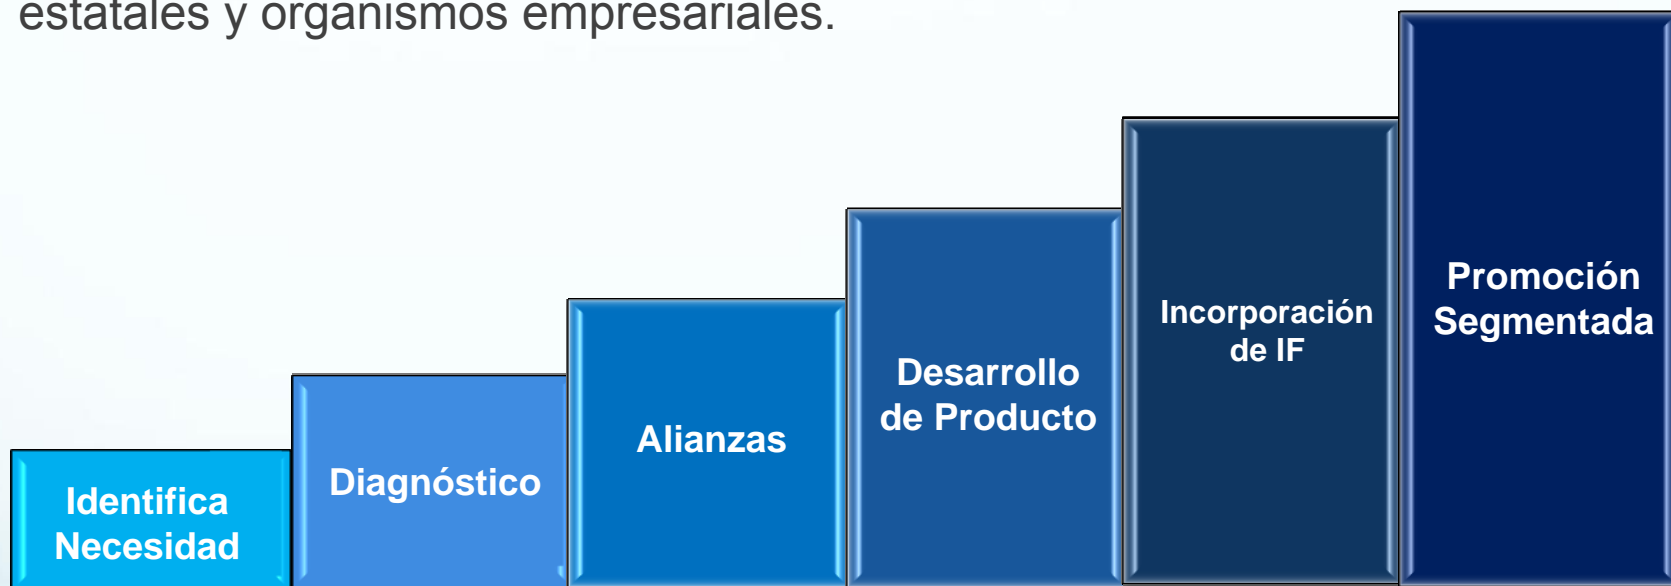 estatales y organismos empresariales.
Identifica
Necesidad
Diagnóstico
Alianzas
Desarrollo
de Producto
Incorporación
de IF
Promoción
Segmentada